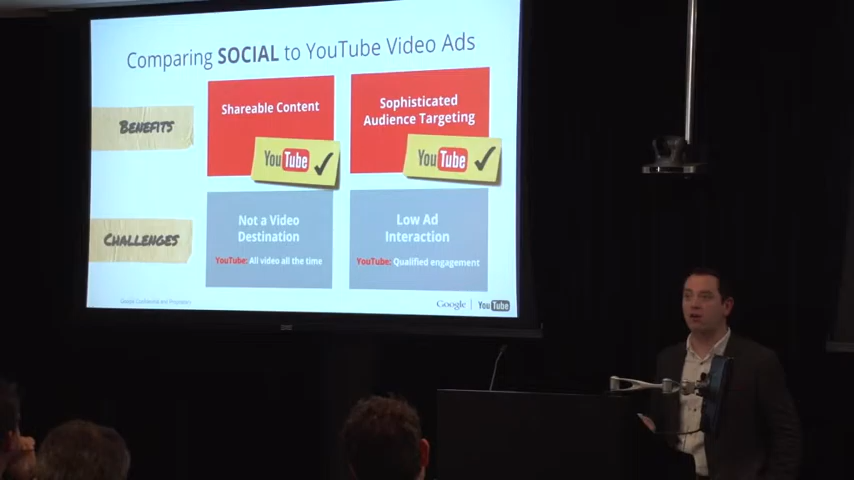 Comparing SOCIAL to YouTube Video Ads
BENEFITS
Shareable Content
YouTube
Sophisticated
Audience Targeting
YouTube
CHALLENGES
Not a Video
Destination
YouTube: All video all the time
Low Ad
Interaction
YouTube: Qualified engagement
Google Confidential and Proprietary
Google | YouTube